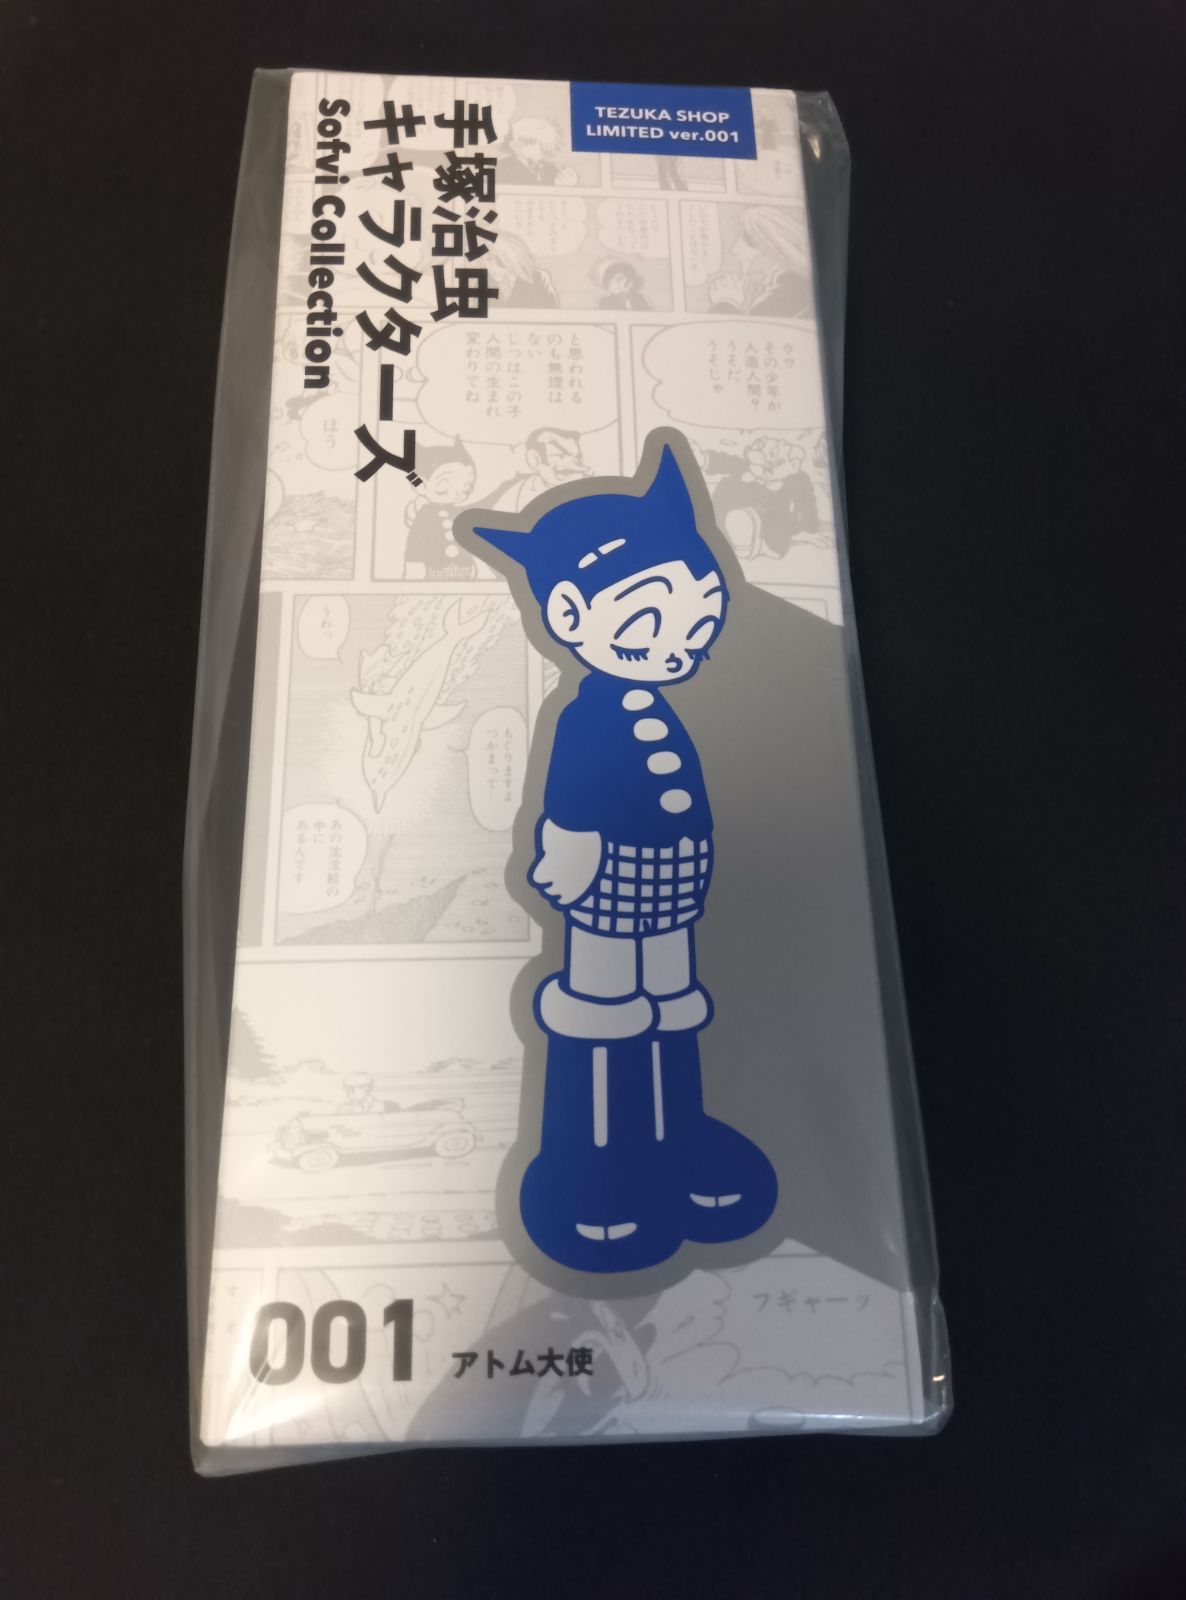 TEZUKA SHOP
LIMITED ver.001
手塚治虫
キャラクターズ
Sofvi Collection
と思われる
のも無理は
ない
じつはこの子
人間の生まれ
変わりでね
ウウ
その少年が
人造人間?
うそだ
うそじゃ
ほう
うわっ
もぐりますよ
つかまって
あの沈没船の
中に
あるんです
フギャーッ
001
アトム大使